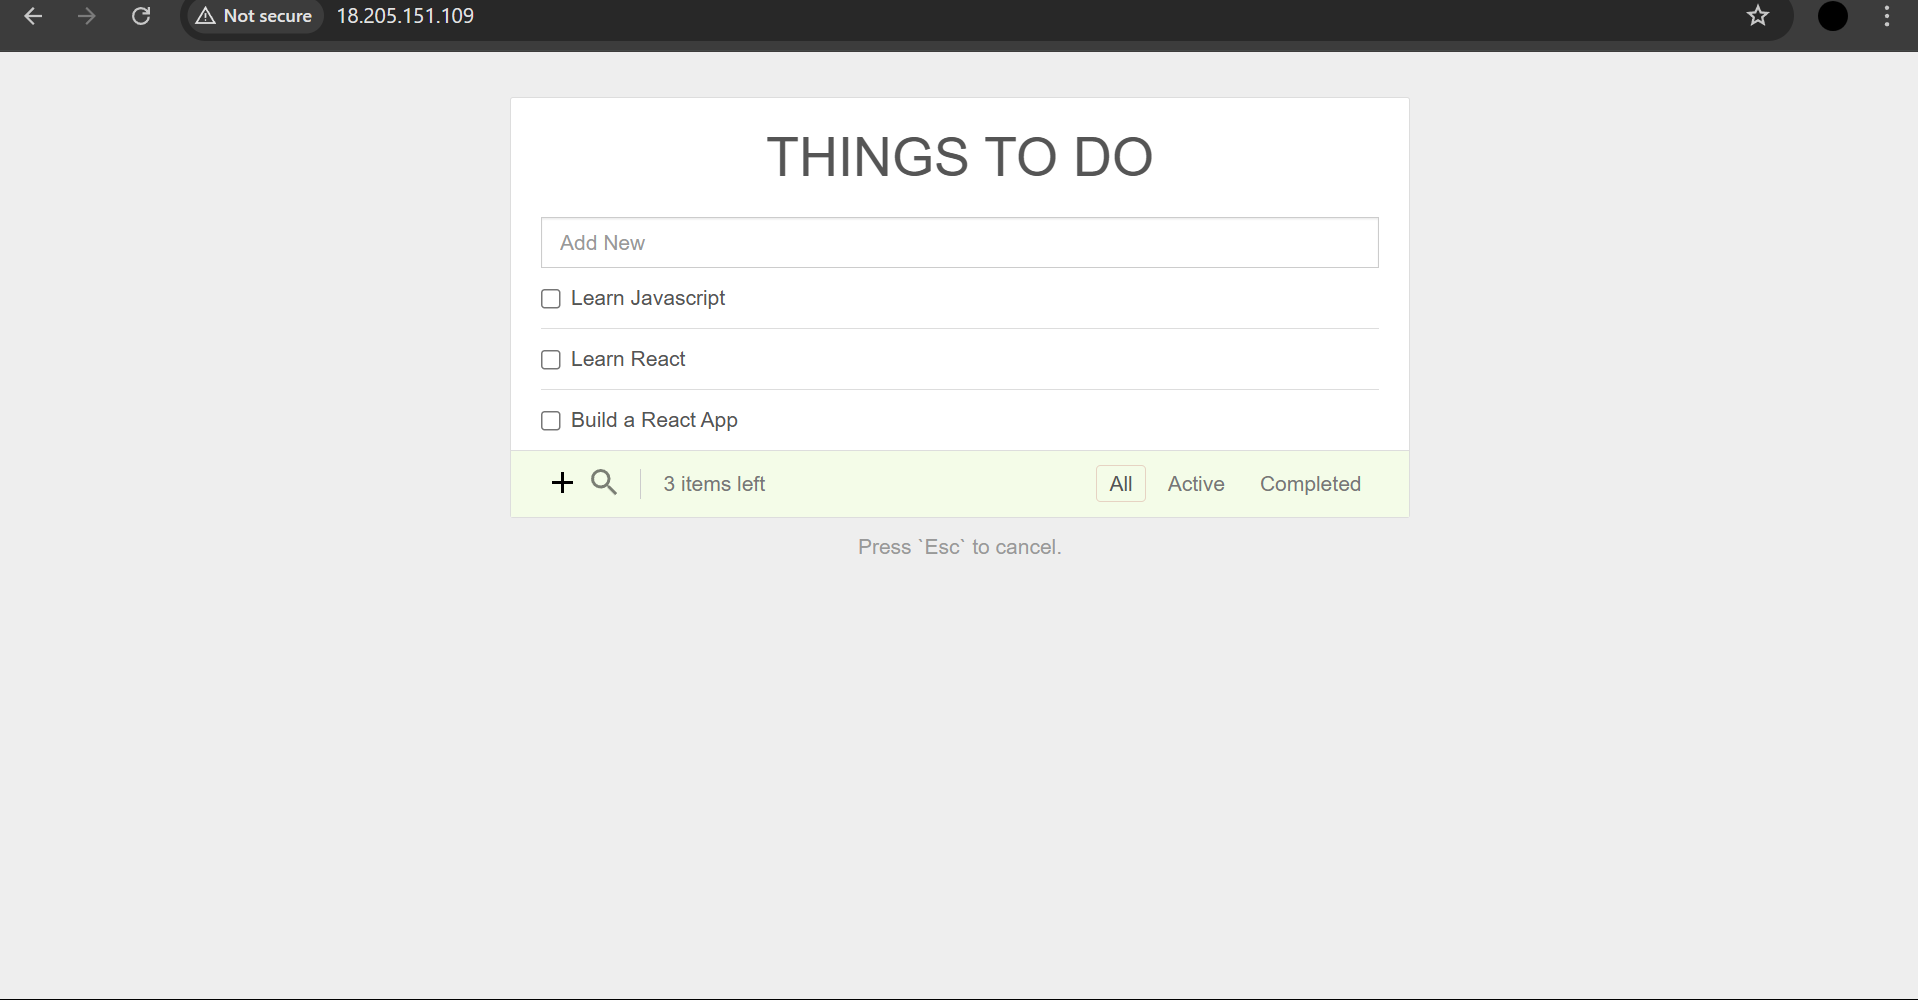 Not secure 18.205.151.109
THINGS TO DO
Add New
Learn Javascript
Learn React
Build a React App
3 items left All Active Completed
Press `Esc` to cancel.